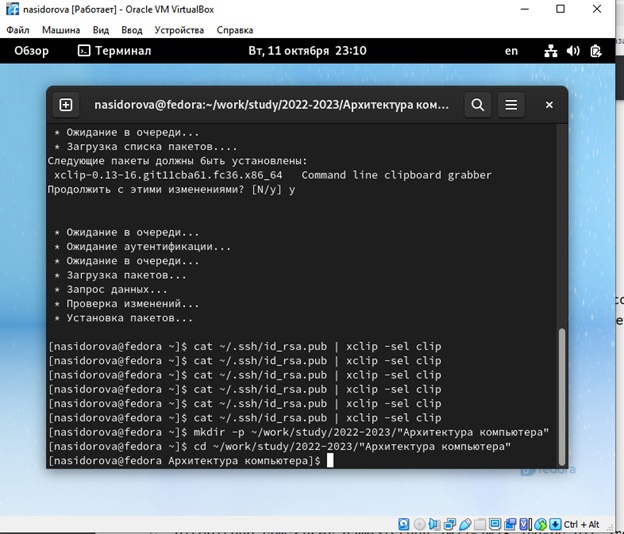 nasidorova [Работает] - Oracle VM VirtualBox
Файл Машина Вид Ввод Устройства Справка
Обзор Терминал Вт, 11 октября 23:10 en
nasidorova@fedora:~/work/study/2022-2023/Архитектура ком...
* Ожидание в очереди...
* Загрузка списка пакетов....
Следующие пакеты должны быть установлены:
xclip-0.13-16.git11cba61.fc36.x86_64 Command line clipboard grabber
Продолжить с этими изменениями? [N/y] y
* Ожидание в очереди...
* Ожидание аутентификации...
* Ожидание в очереди...
* Загрузка пакетов...
* Запрос данных...
* Проверка изменений...
* Установка пакетов...
[nasidorova@fedora ~]$ cat ~/.ssh/id_rsa.pub | xclip -sel clip
[nasidorova@fedora ~]$ cat ~/.ssh/id_rsa.pub | xclip -sel clip
[nasidorova@fedora ~]$ cat ~/.ssh/id_rsa.pub | xclip -sel clip
[nasidorova@fedora ~]$ cat ~/.ssh/id_rsa.pub | xclip -sel clip
[nasidorova@fedora ~]$ cat ~/.ssh/id_rsa.pub | xclip -sel clip
[nasidorova@fedora ~]$ cat ~/.ssh/id_rsa.pub | xclip -sel clip
[nasidorova@fedora ~]$ mkdir -p ~/work/study/2022-2023/"Архитектура компьютера"
[nasidorova@fedora ~]$ cd ~/work/study/2022-2023/"Архитектура компьютера"
[nasidorova@fedora Архитектура компьютера]$
fedora
Ctrl + Alt